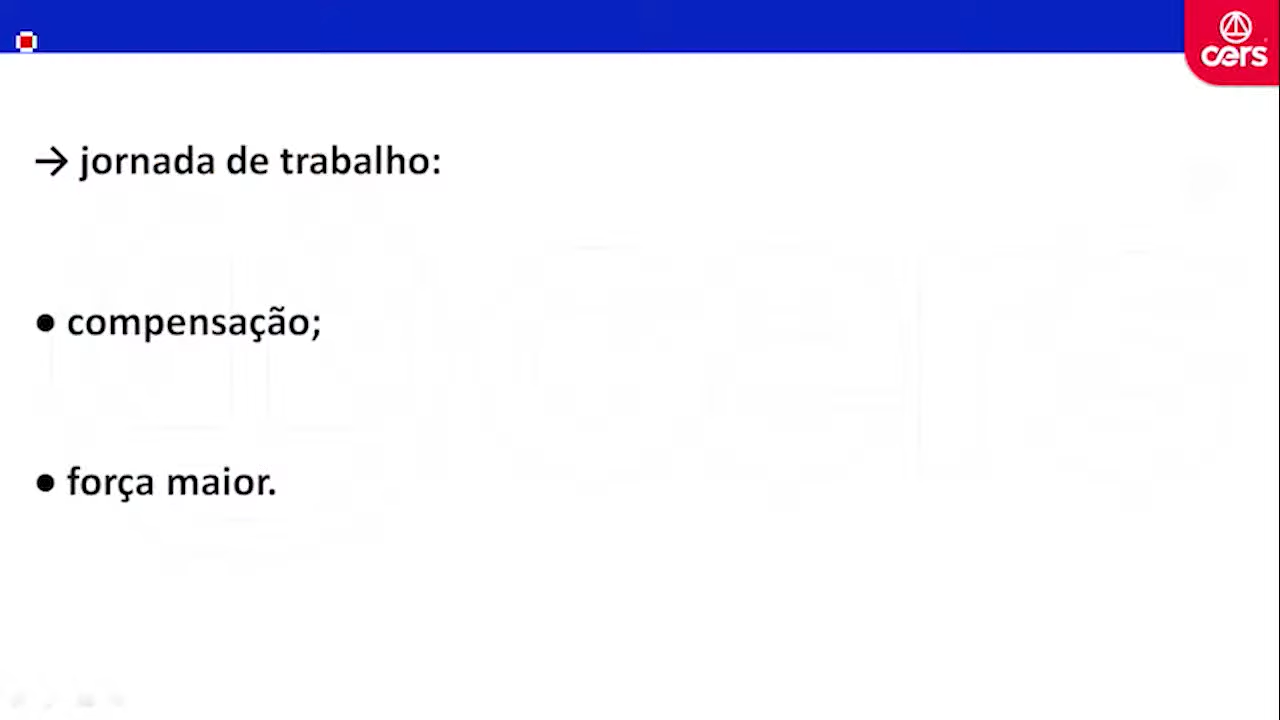 cers
→ jornada de trabalho:
● compensação;
● força maior.